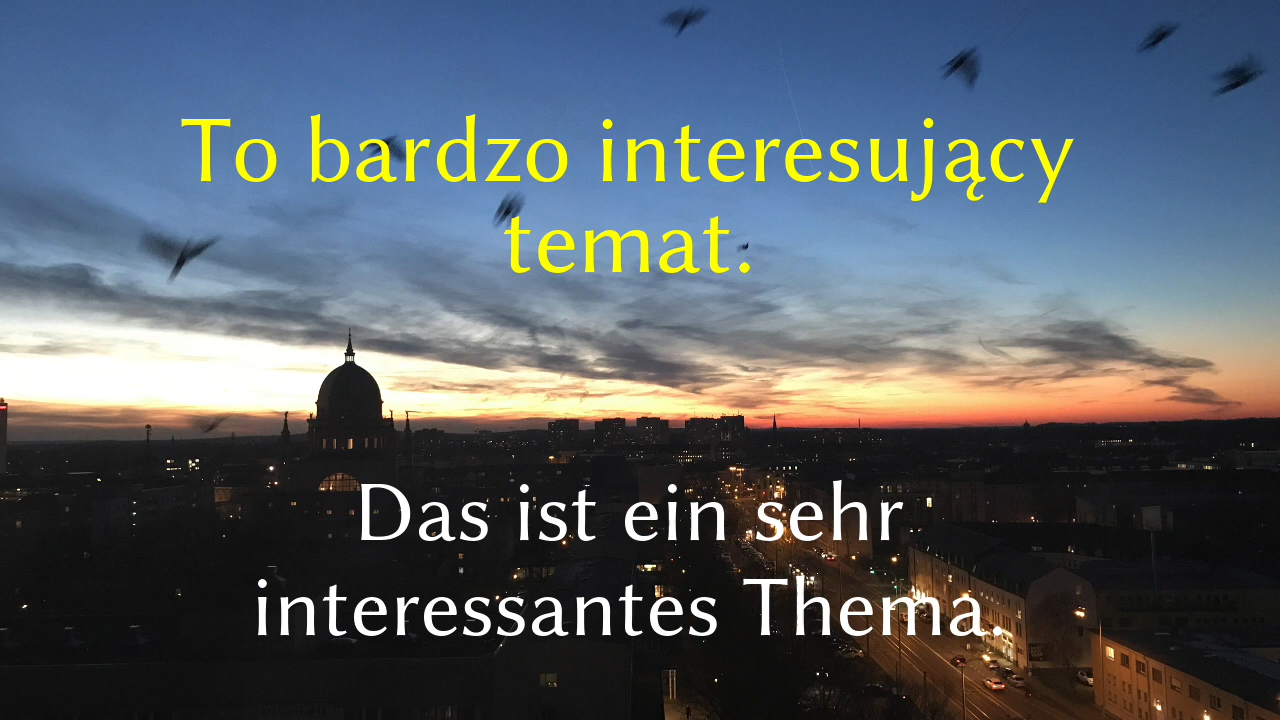 To bardzo interesujący
temat.
Das ist ein sehr
interessantes Thema.